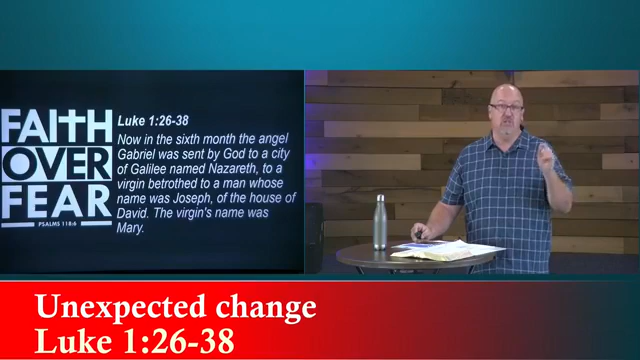 FAITH
OVER
FEAR
PSALMS 118:6
Luke 1:26-38
Now in the sixth month the angel
Gabriel was sent by God to a city
of Galilee named Nazareth, to a
virgin betrothed to a man whose
name was Joseph, of the house of
David. The virgin's name was
Mary.
Unexpected change
Luke 1:26-38